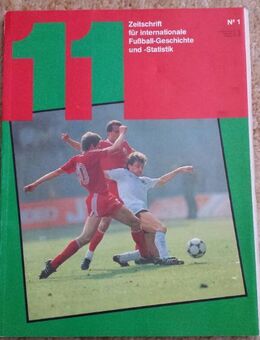 11
Zeitschrift
für internationale
Fußball-Geschichte
und -Statistik
Nº 1